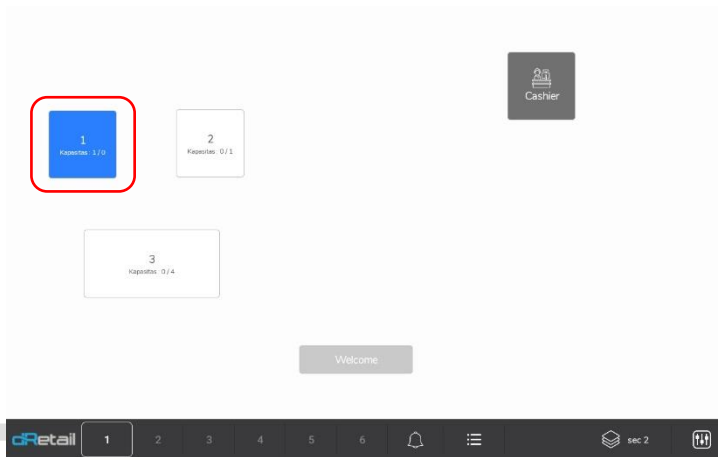 Cashier
1
Kapasitas: 1 / 0
2
Kapasitas: 0 / 1
3
Kapasitas: 0 / 4
Welcome
dRetail 1 2 3 4 5 6 sec 2